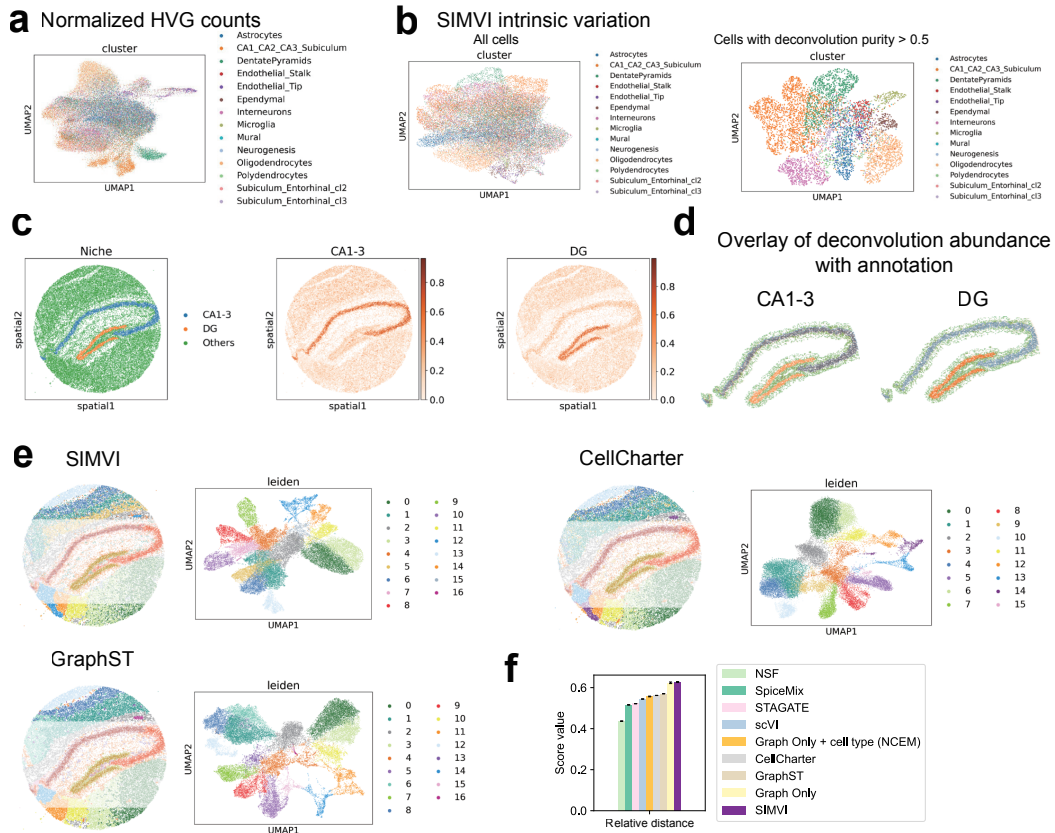 a
Normalized HVG counts
cluster
UMAP2
UMAP1
Astrocytes
CA1_CA2_CA3_Subiculum
DentatePyramids
Endothelial_Stalk
Endothelial_Tip
Ependymal
Interneurons
Microglia
Mural
Neurogenesis
Oligodendrocytes
Polydendrocytes
Subiculum_Entorhinal_cl2
Subiculum_Entorhinal_cl3
b
SIMVI intrinsic variation
All cells
cluster
UMAP2
UMAP1
Astrocytes
CA1_CA2_CA3_Subiculum
DentatePyramids
Endothelial_Stalk
Endothelial_Tip
Ependymal
Interneurons
Microglia
Mural
Neurogenesis
Oligodendrocytes
Polydendrocytes
Subiculum_Entorhinal_cl2
Subiculum_Entorhinal_cl3
Cells with deconvolution purity > 0.5
cluster
UMAP2
UMAP1
Astrocytes
CA1_CA2_CA3_Subiculum
DentatePyramids
Endothelial_Stalk
Endothelial_Tip
Ependymal
Interneurons
Microglia
Mural
Neurogenesis
Oligodendrocytes
Polydendrocytes
Subiculum_Entorhinal_cl2
Subiculum_Entorhinal_cl3
c
Niche
spatial2
spatial1
CA1-3
DG
Others
CA1-3
spatial2
spatial1
0.8
0.6
0.4
0.2
0.0
DG
spatial2
spatial1
0.8
0.6
0.4
0.2
0.0
d
Overlay of deconvolution abundance
with annotation
CA1-3
DG
e
SIMVI
leiden
UMAP2
UMAP1
0
1
2
3
4
5
6
7
8
9
10
11
12
13
14
15
16
CellCharter
leiden
UMAP2
UMAP1
0
1
2
3
4
5
6
7
8
9
10
11
12
13
14
15
GraphST
leiden
UMAP2
UMAP1
0
1
2
3
4
5
6
7
8
9
10
11
12
13
14
15
16
f
Score value
0.6
0.4
0.2
0.0
Relative distance
NSF
SpiceMix
STAGATE
scVI
Graph Only + cell type (NCEM)
CellCharter
GraphST
Graph Only
SIMVI